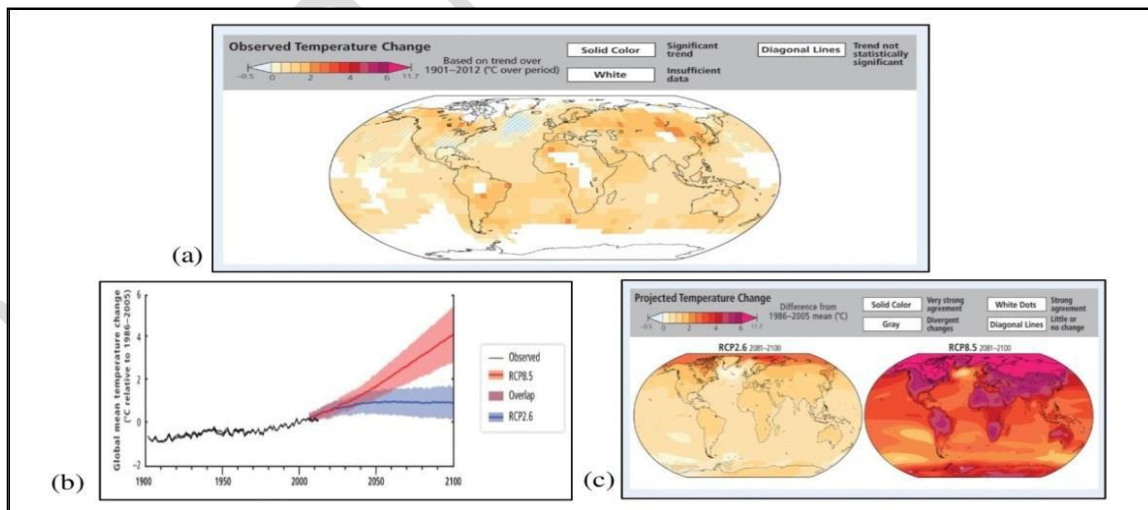 Observed Temperature Change
Based on trend over
1901–2012 (°C over period)
Solid Color
Significant
trend
White
Insufficient
data
Diagonal Lines
Trend not
statistically
significant
−0.5 0 2 4 6 11.7
(a)
Global mean temperature change
(°C relative to 1986–2005)
6
4
2
0
−2
1900 1950 2000 2050 2100
Observed
RCP8.5
Overlap
RCP2.6
(b)
Projected Temperature Change
Difference from
1986–2005 mean (°C)
−0.5 0 2 4 6 11.7
Solid Color
Very strong
agreement
White Dots
Strong
agreement
Gray
Divergent
changes
Diagonal Lines
Little or
no change
RCP2.6 2081–2100
RCP8.5 2081–2100
(c)